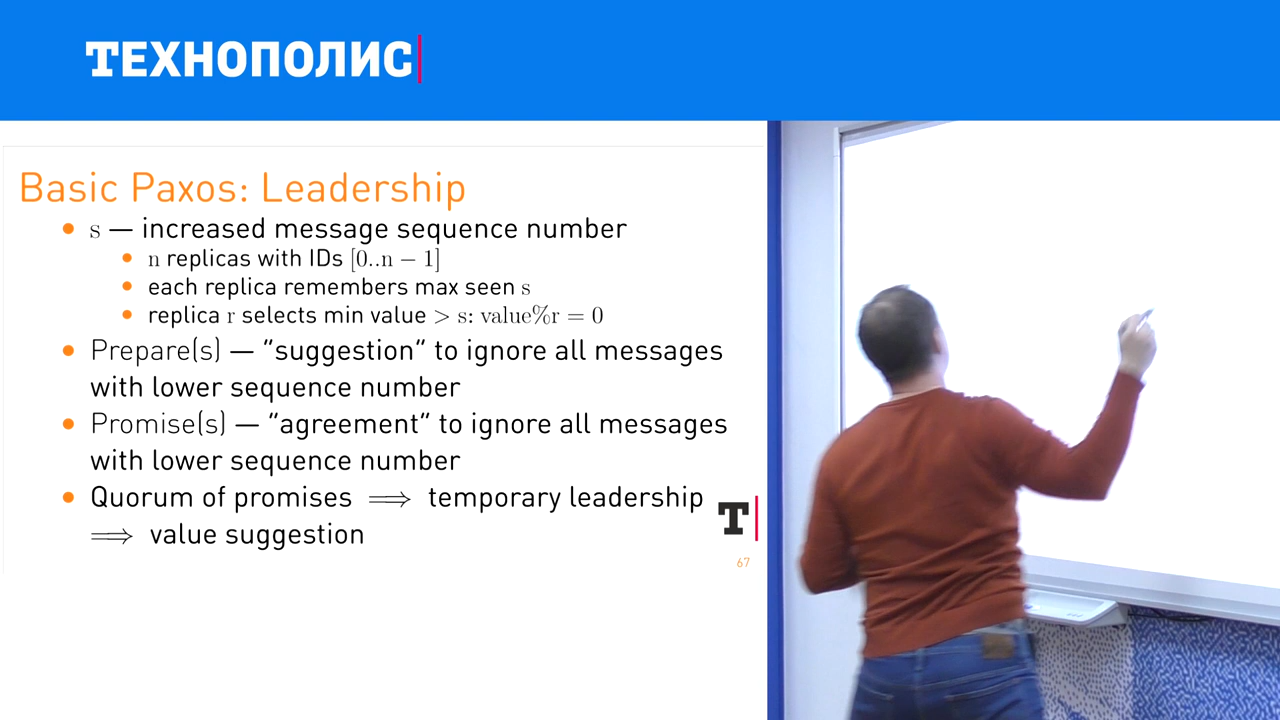 ТЕХНОПОЛИС
Basic Paxos: Leadership
• s — increased message sequence number
• n replicas with IDs [0..n − 1]
• each replica remembers max seen s
• replica r selects min value > s: value%r = 0
• Prepare(s) — "suggestion" to ignore all messages
with lower sequence number
• Promise(s) — "agreement" to ignore all messages
with lower sequence number
• Quorum of promises ⟹ temporary leadership
⟹ value suggestion
Т
67